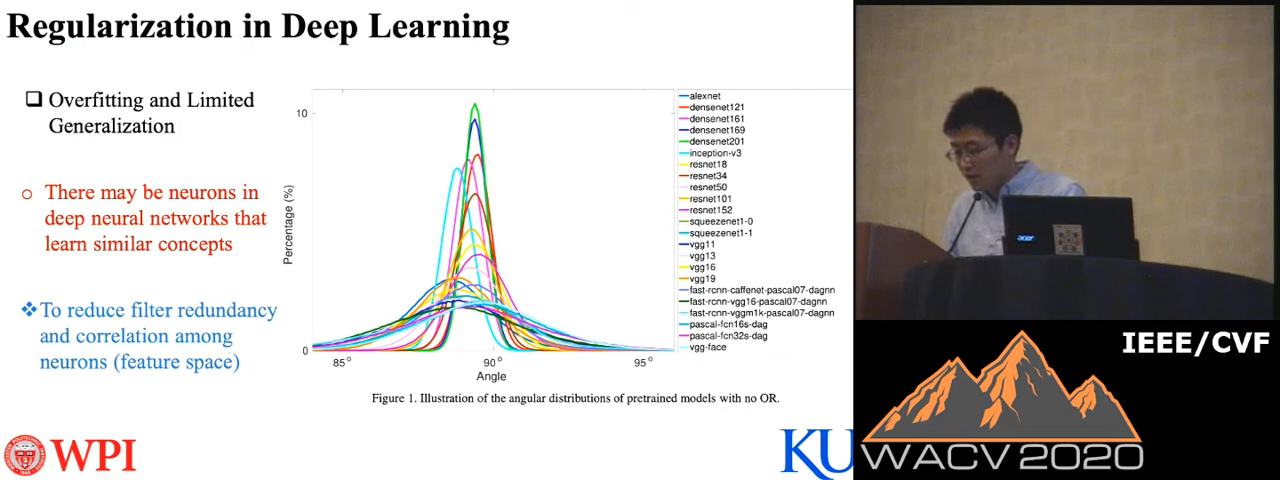 Regularization in Deep Learning
❑ Overfitting and Limited
Generalization
○ There may be neurons in
deep neural networks that
learn similar concepts
❖ To reduce filter redundancy
and correlation among
neurons (feature space)
10
Percentage (%)
0
85°
90°
95°
Angle
alexnet
densenet121
densenet161
densenet169
densenet201
inception-v3
resnet18
resnet34
resnet50
resnet101
resnet152
squeezenet1-0
squeezenet1-1
vgg11
vgg13
vgg16
vgg19
fast-rcnn-caffenet-pascal07-dagnn
fast-rcnn-vgg16-pascal07-dagnn
fast-rcnn-vggm1k-pascal07-dagnn
pascal-fcn16s-dag
pascal-fcn32s-dag
vgg-face
Figure 1. Illustration of the angular distributions of pretrained models with no OR.
WPI
KU
acer
IEEE/CVF
WACV 2020